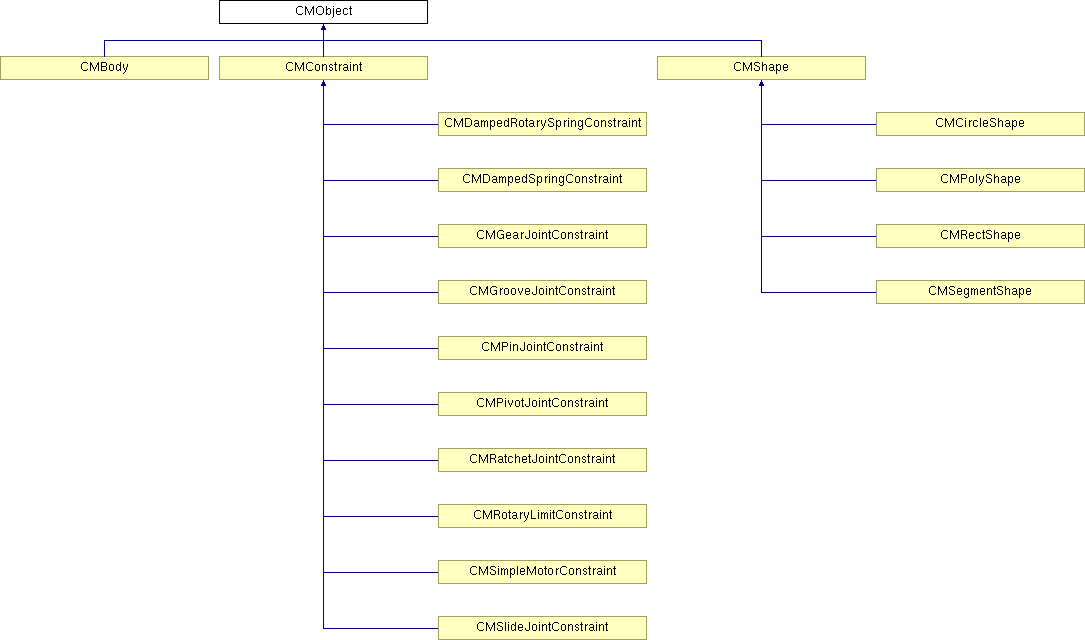 CMObject
CMBody
CMConstraint
CMShape
CMDampedRotarySpringConstraint
CMCircleShape
CMDampedSpringConstraint
CMPolyShape
CMGearJointConstraint
CMRectShape
CMGrooveJointConstraint
CMSegmentShape
CMPinJointConstraint
CMPivotJointConstraint
CMRatchetJointConstraint
CMRotaryLimitConstraint
CMSimpleMotorConstraint
CMSlideJointConstraint